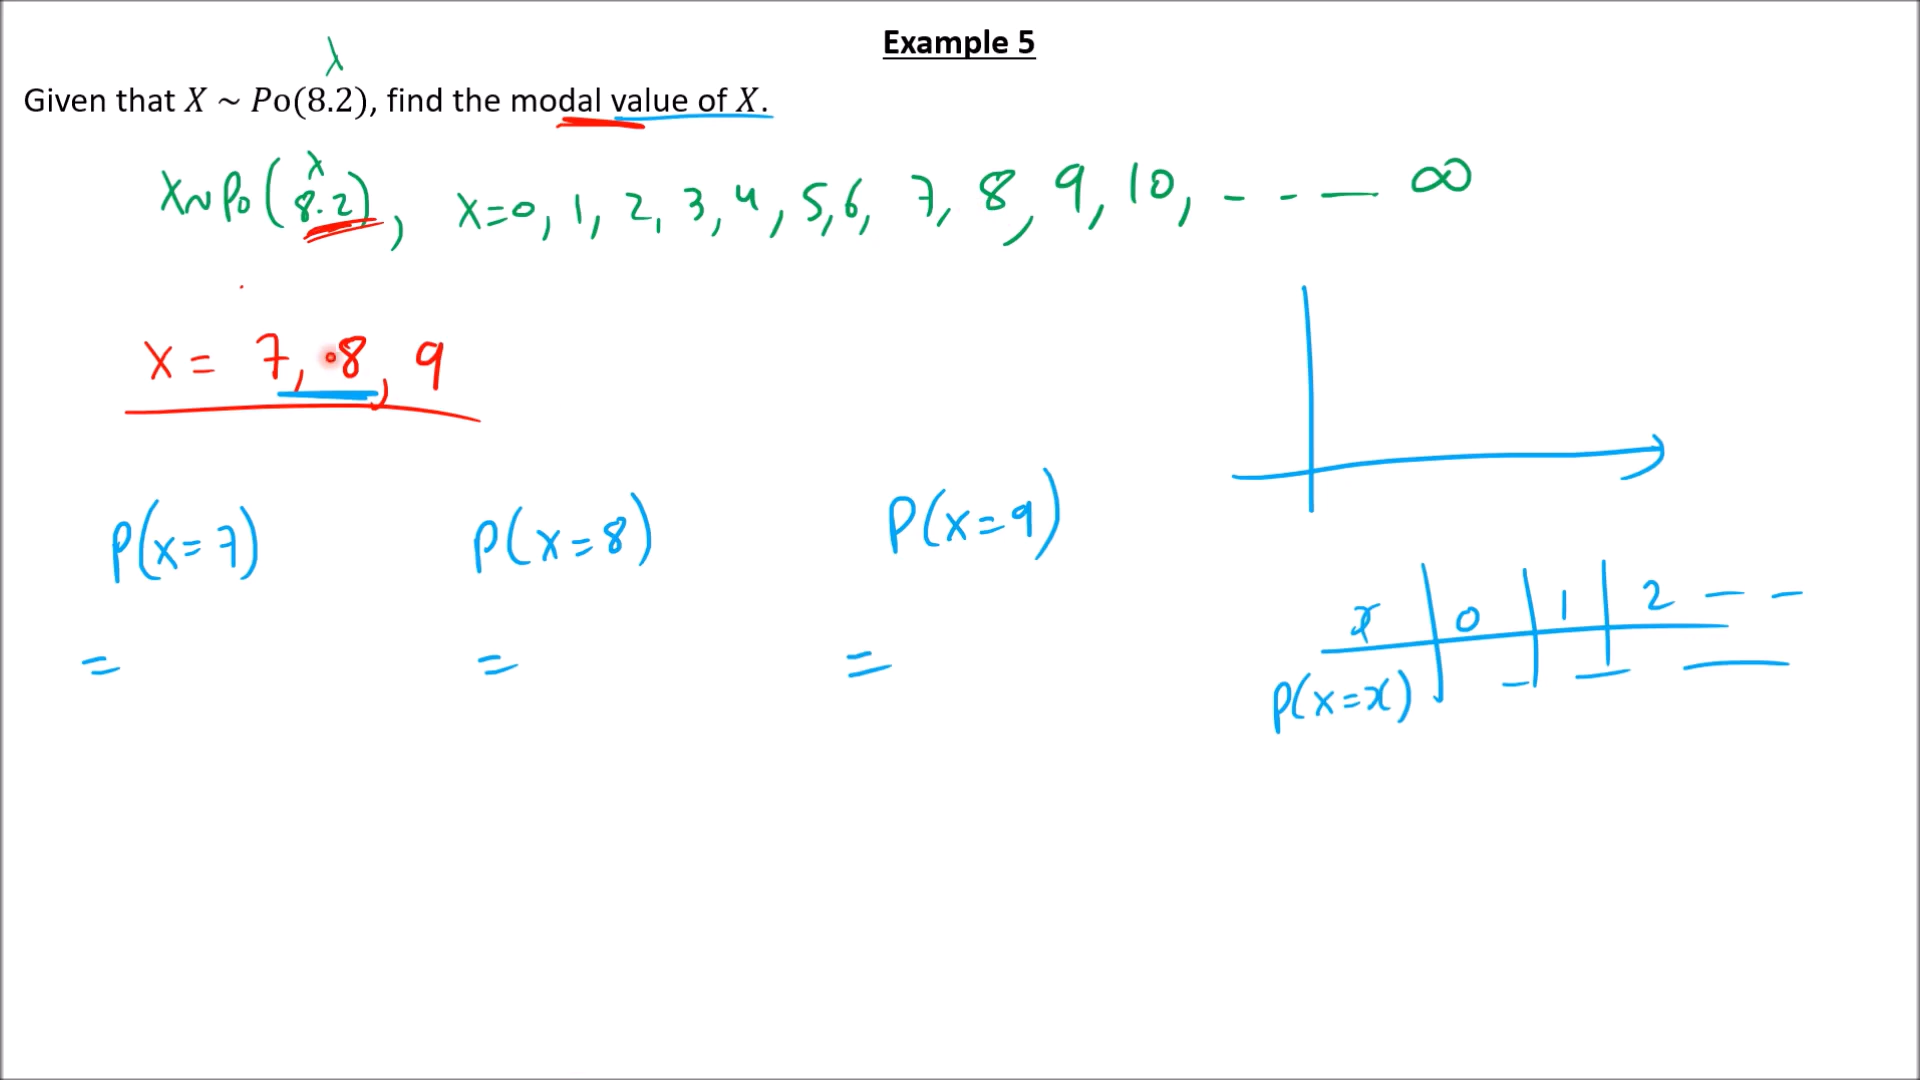 Example 5
λ
Given that X ~ Po(8.2), find the modal value of X.
λ
X~Po(8.2), X=0, 1, 2, 3, 4, 5, 6, 7, 8, 9, 10, - - — ∞
X = 7, 8, 9
P(X=7) P(X=8) P(X=9)
x 0 1 2 — —
= = =
P(X=x) — — —